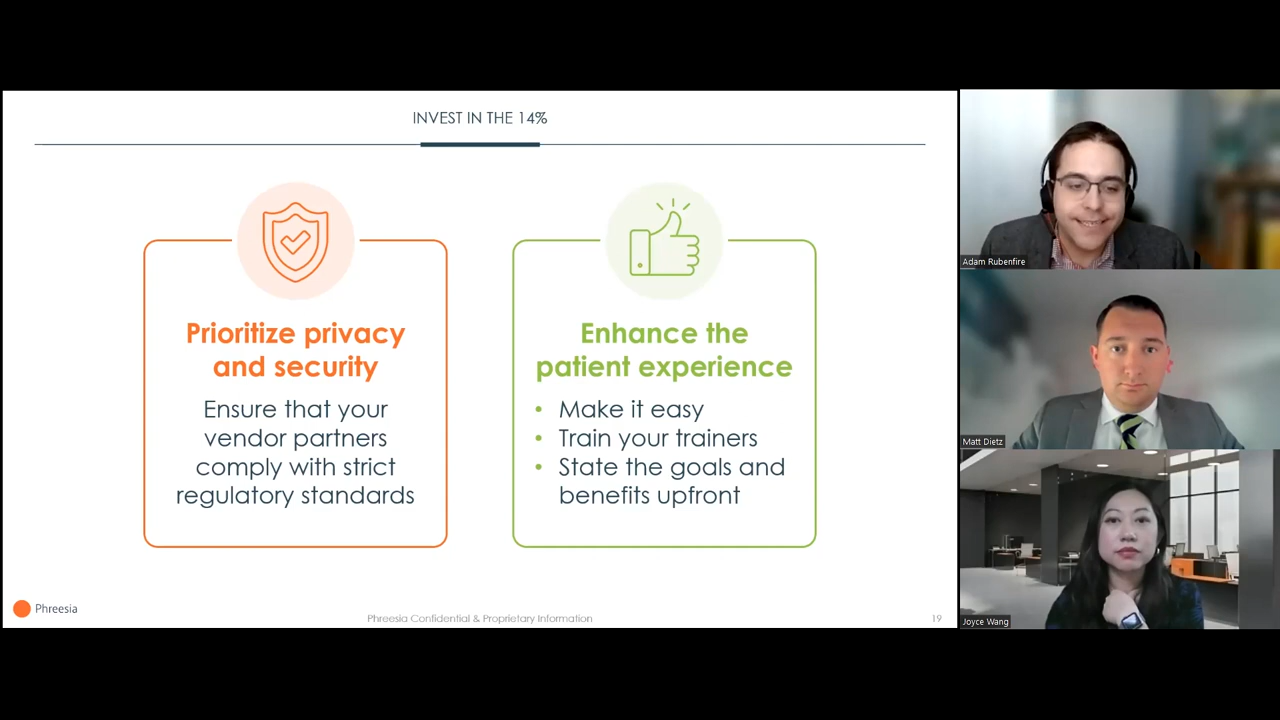 INVEST IN THE 14%
Prioritize privacy
and security
Ensure that your
vendor partners
comply with strict
regulatory standards
Enhance the
patient experience
• Make it easy
• Train your trainers
• State the goals and
benefits upfront
Phreesia
Phreesia Confidential & Proprietary Information
19
Adam Rubenfire
Matt Dietz
Joyce Wang